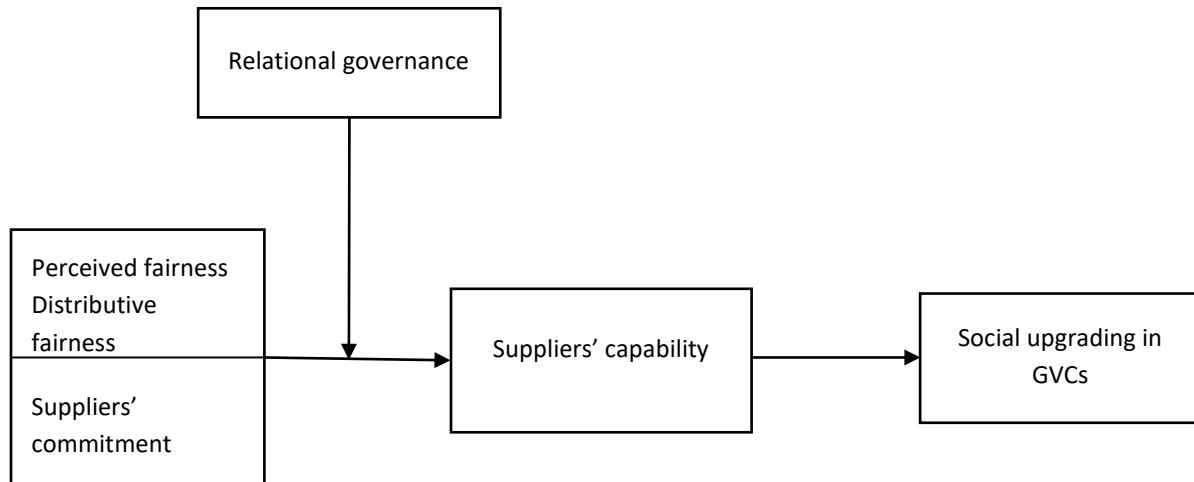 Relational governance
Perceived fairness
Distributive
fairness
Suppliers’
commitment
Suppliers’ capability
Social upgrading in
GVCs